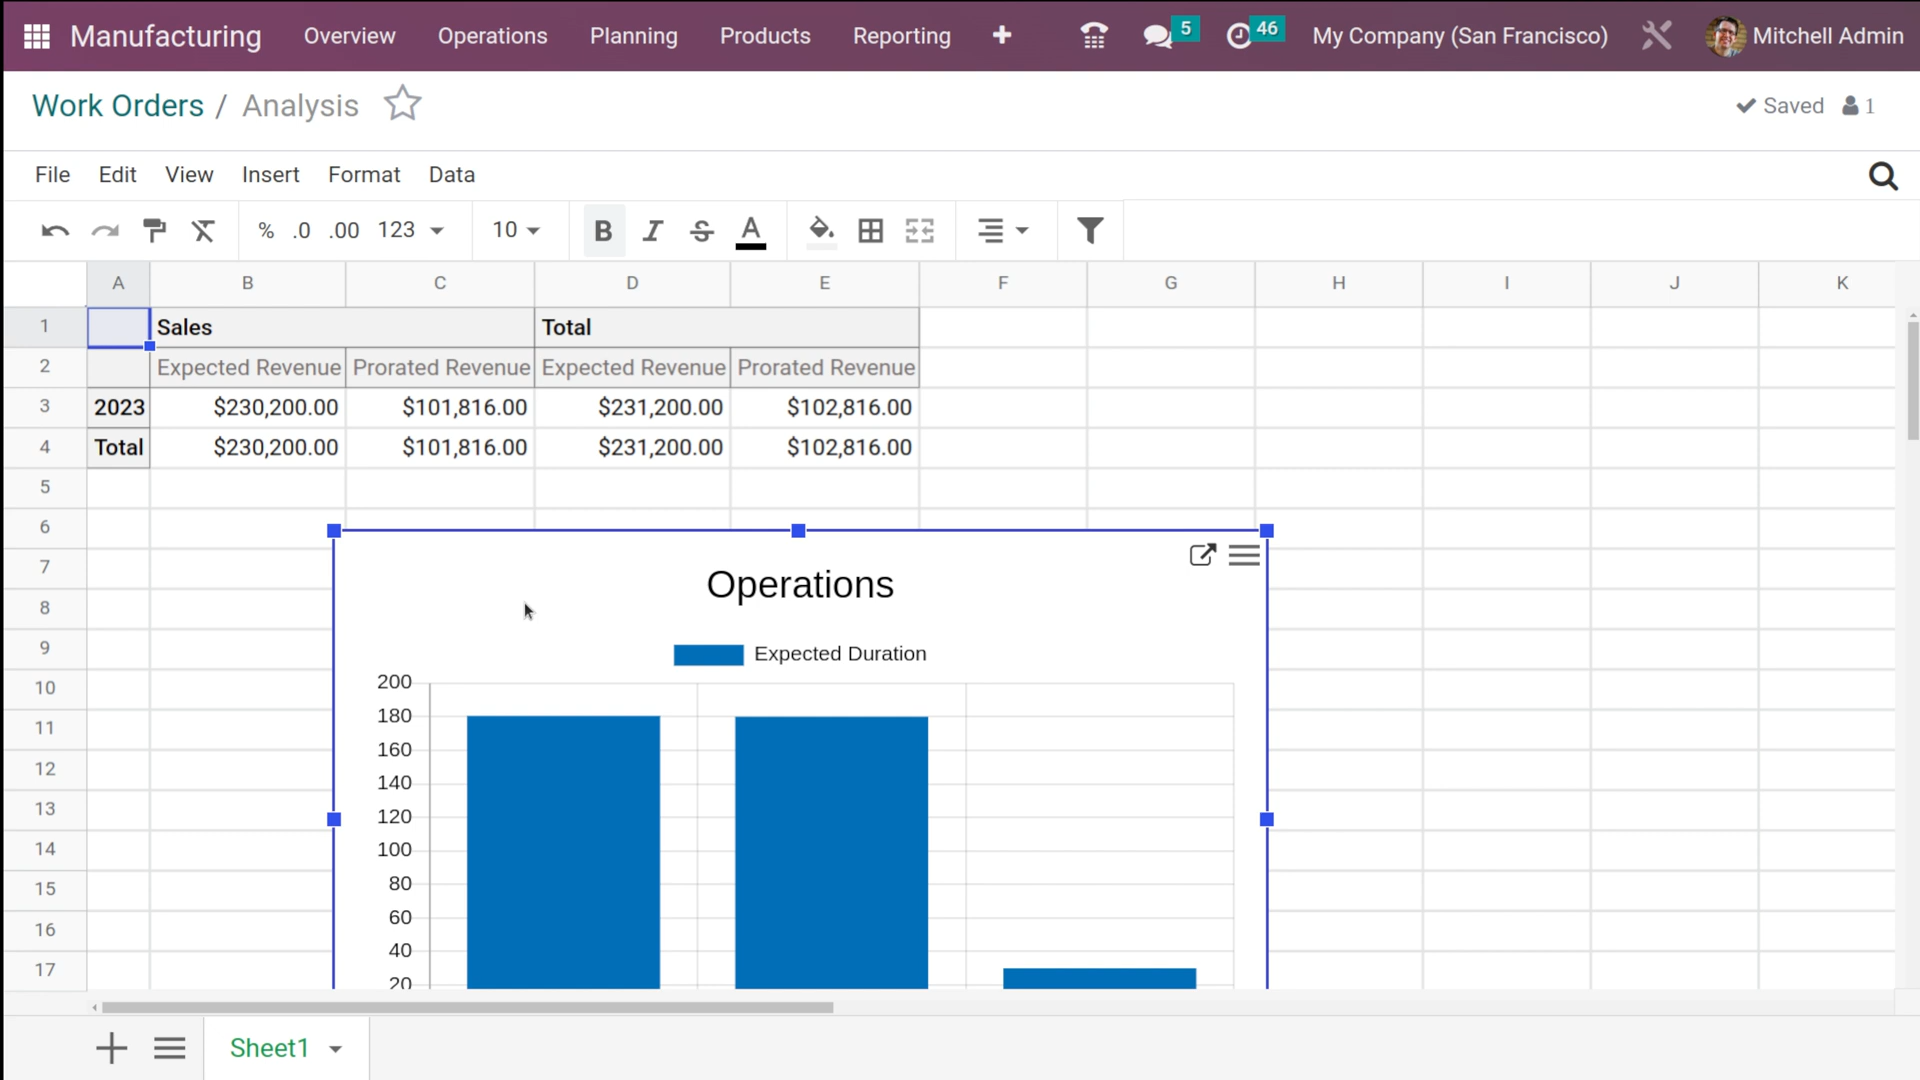 Manufacturing Overview Operations Planning Products Reporting 5 46 My Company (San Francisco) Mitchell Admin
Work Orders / Analysis Saved 1
File Edit View Insert Format Data
% .0 .00 123 10 B I S A
A B C D E F G H I J K
1 Sales Total
2 Expected Revenue Prorated Revenue Expected Revenue Prorated Revenue
3 2023 $230,200.00 $101,816.00 $231,200.00 $102,816.00
4 Total $230,200.00 $101,816.00 $231,200.00 $102,816.00
5
6
7
8
9
10
11
12
13
14
15
16
17
Operations
Expected Duration
200
180
160
140
120
100
80
60
40
20
Sheet1